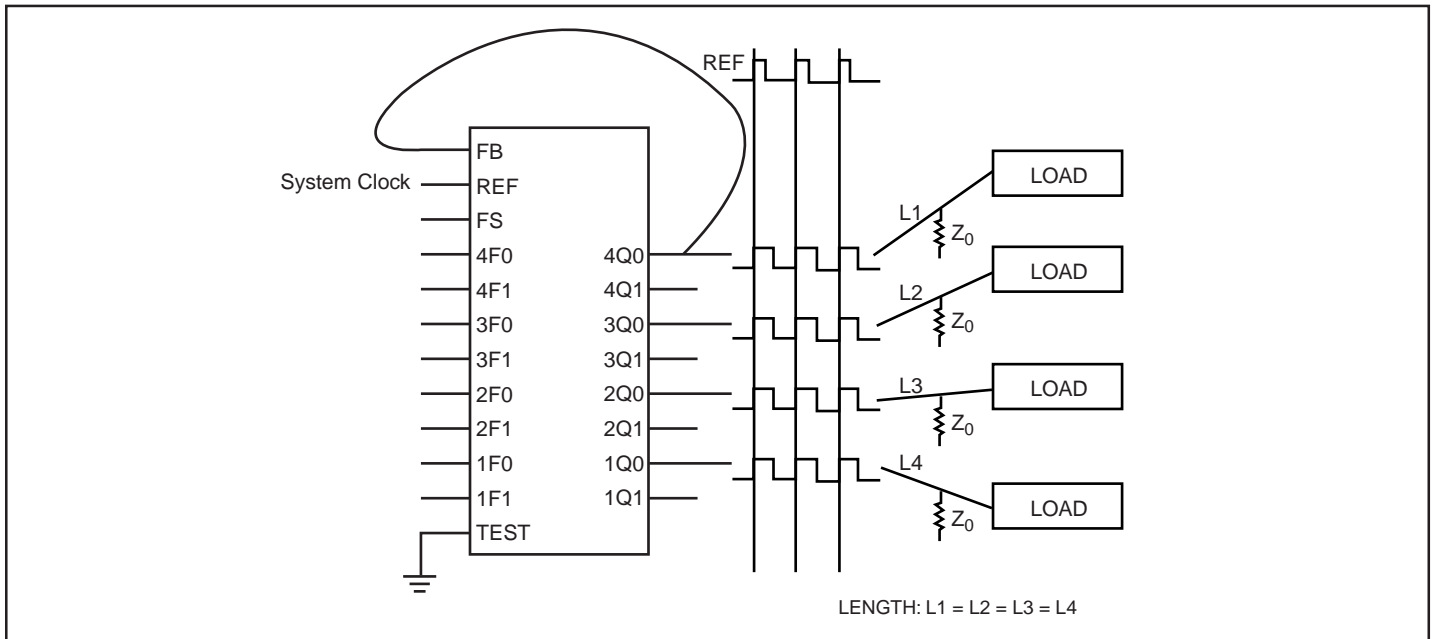 REF
FB
System Clock
REF
FS
4F0
4F1
3F0
3F1
2F0
2F1
1F0
1F1
TEST
4Q0
4Q1
3Q0
3Q1
2Q0
2Q1
1Q0
1Q1
L1
Z0
LOAD
L2
Z0
LOAD
L3
Z0
LOAD
L4
Z0
LOAD
LENGTH: L1 = L2 = L3 = L4